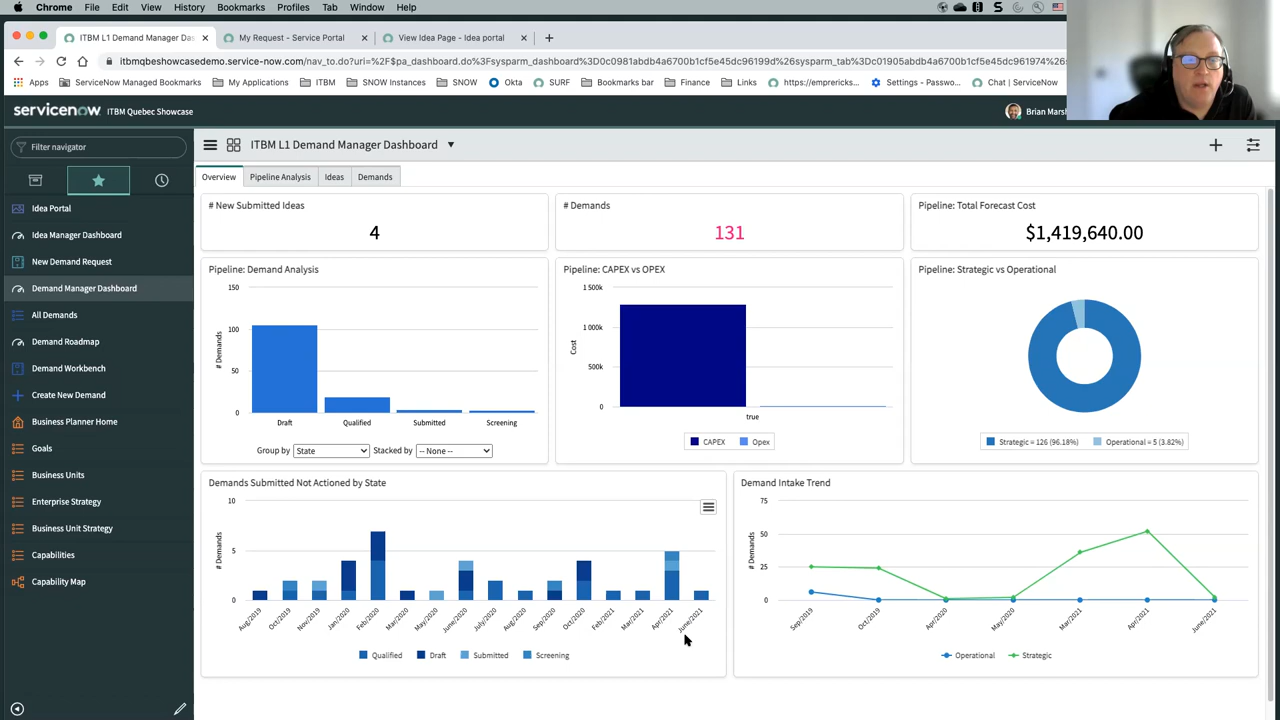 Chrome File Edit View History Bookmarks Profiles Tab Window Help
ITBM L1 Demand Manager Das × My Request - Service Portal × View Idea Page - Idea portal × +
itbmqbeshowcasedemo.service-now.com/nav_to.do?uri=%2F$pa_dashboard.do%3Fsysparm_dashboard%3D0c0981abdb4a6750100c1cf5e45dc96199%26sysparm_tab%3Dc01905abdb4a6750100c1cf5e45dc961
Apps ServiceNow Managed Bookmarks My Applications ITBM SNOW Instances SNOW Okta SURF Bookmarks bar Finance Links https://emprericks... Settings - Passwo... Chat | ServiceNow
servicenow ITBM Quebec Showcase Brian Marsh
Filter navigator
ITBM L1 Demand Manager Dashboard
Overview Pipeline Analysis Ideas Demands
Idea Portal
Idea Manager Dashboard
New Demand Request
Demand Manager Dashboard
All Demands
Demand Roadmap
Demand Workbench
Create New Demand
Business Planner Home
Goals
Business Units
Enterprise Strategy
Business Unit Strategy
Capabilities
Capability Map
# New Submitted Ideas
4
# Demands
131
Pipeline: Total Forecast Cost
$1,419,640.00
Pipeline: Demand Analysis
# Demands
150
100
50
0
Draft Qualified Submitted Screening
Group by State Stacked by -- None --
Pipeline: CAPEX vs OPEX
Cost
1 500k
1 000k
500k
0
true
CAPEX Opex
Pipeline: Strategic vs Operational
Strategic = 126 (96.18%) Operational = 5 (3.82%)
Demands Submitted Not Actioned by State
# Demands
10
5
0
Aug/2019 Oct/2019 Nov/2019 Jan/2020 Feb/2020 Mar/2020 May/2020 June/2020 July/2020 Aug/2020 Sep/2020 Oct/2020 Feb/2021 Mar/2021 Apr/2021 June/2021
Qualified Draft Submitted Screening
Demand Intake Trend
# Demands
75
50
25
0
Sep/2019 Oct/2019 Apr/2020 May/2020 Mar/2021 Apr/2021 June/2021
Operational Strategic